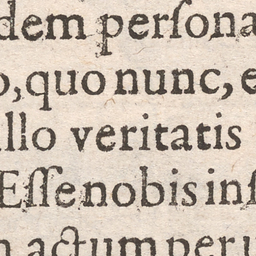 dem perſona
o, quo nunc, e
llo veritatis
Eſſe nobis inſ
actum per